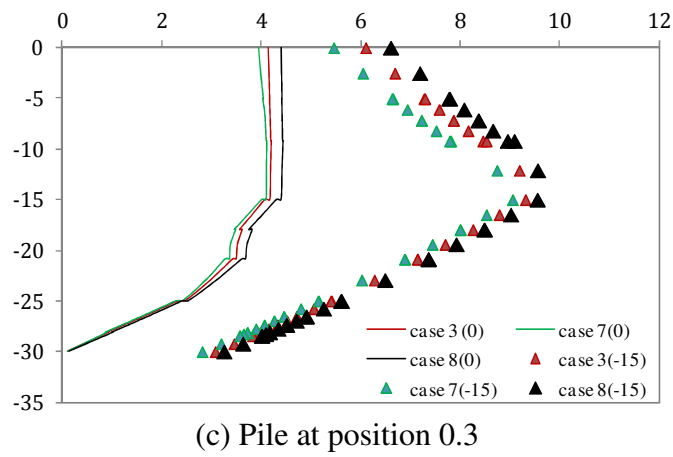 0 2 4 6 8 10 12
0
-5
-10
-15
-20
-25
-30
-35
case 3 (0) case 7(0)
case 8(0) case 3(-15)
case 7(-15) case 8(-15)
(c) Pile at position 0.3